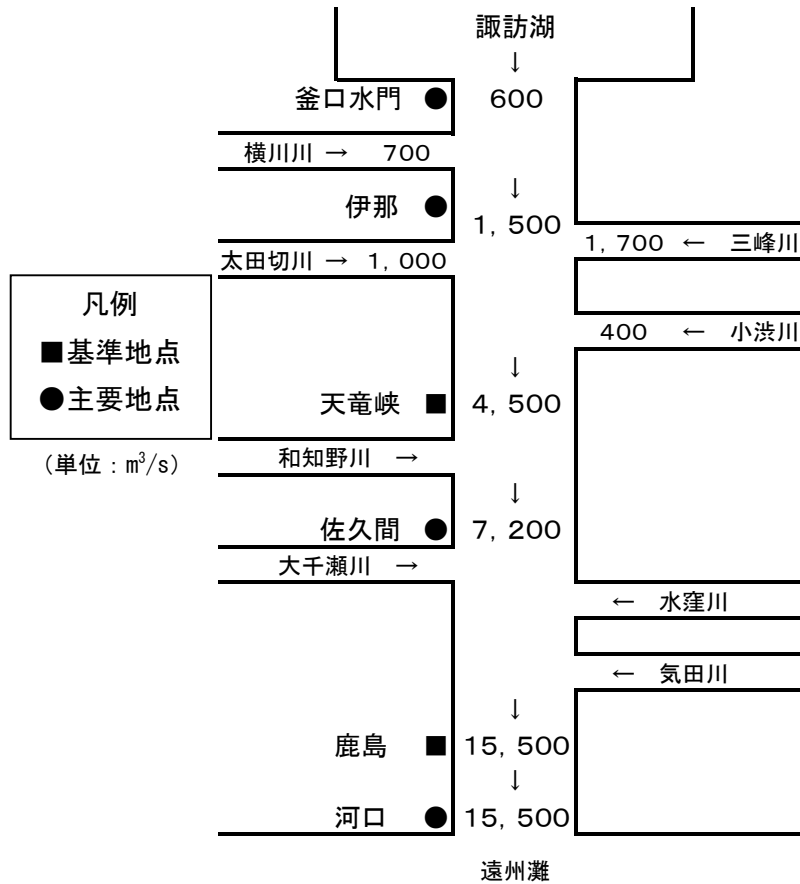 諏訪湖
↓
釜口水門 ● 600
横川川 → 700
↓
伊那 ● 1,500
1,700 ← 三峰川
太田切川 → 1,000
凡例
■基準地点
●主要地点
(単位:m³/s)
400 ← 小渋川
↓
天竜峡 ■ 4,500
和知野川 →
↓
佐久間 ● 7,200
大千瀬川 →
← 水窪川
← 気田川
↓
鹿島 ■ 15,500
↓
河口 ● 15,500
遠州灘